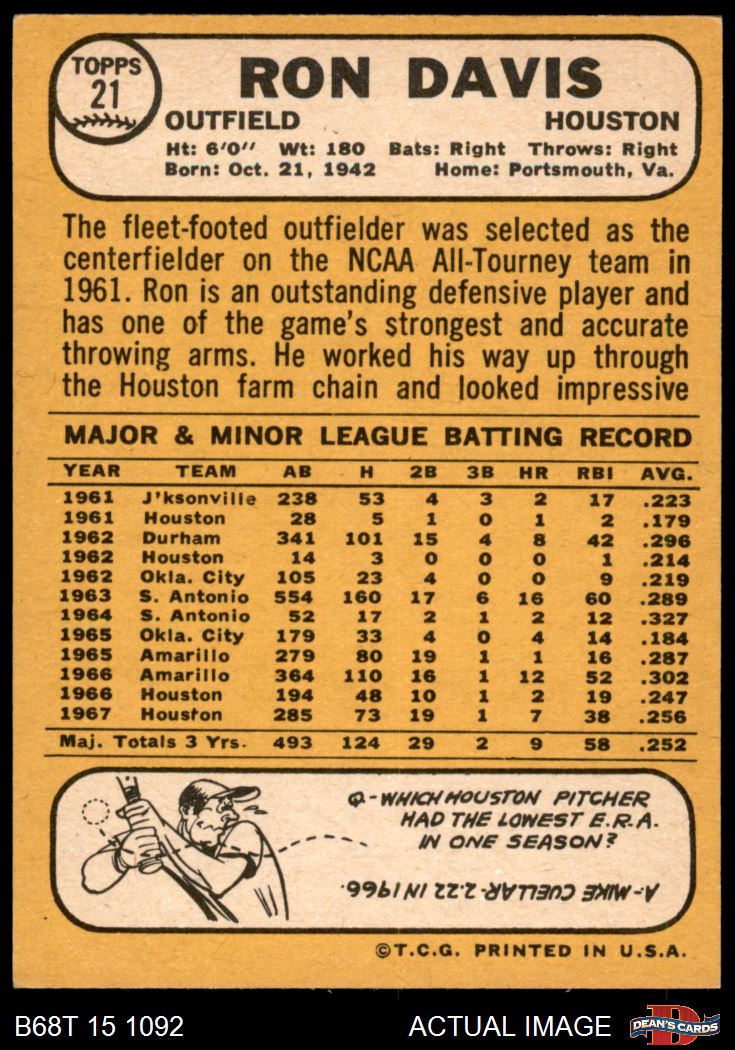 TOPPS
21
RON DAVIS
OUTFIELD HOUSTON
Ht: 6'0" Wt: 180 Bats: Right Throws: Right
Born: Oct. 21, 1942 Home: Portsmouth, Va.
The fleet-footed outfielder was selected as the
centerfielder on the NCAA All-Tourney team in
1961. Ron is an outstanding defensive player and
has one of the game's strongest and accurate
throwing arms. He worked his way up through
the Houston farm chain and looked impressive
MAJOR & MINOR LEAGUE BATTING RECORD
YEAR TEAM AB H 2B 3B HR RBI AVG.
1961 J'ksonville 238 53 4 3 2 17 .223
1961 Houston 28 5 1 0 1 2 .179
1962 Durham 341 101 15 4 8 42 .296
1962 Houston 14 3 0 0 0 1 .214
1962 Okla. City 105 23 4 0 0 9 .219
1963 S. Antonio 554 160 17 6 16 60 .289
1964 S. Antonio 52 17 2 1 2 12 .327
1965 Okla. City 179 33 4 0 4 14 .184
1965 Amarillo 279 80 19 1 1 16 .287
1966 Amarillo 364 110 16 1 12 52 .302
1966 Houston 194 48 10 1 2 19 .247
1967 Houston 285 73 19 1 7 38 .256
Maj. Totals 3 Yrs. 493 124 29 2 9 58 .252
Q-WHICH HOUSTON PITCHER
HAD THE LOWEST E.R.A.
IN ONE SEASON?
A-MIKE CUELLAR-2.22 IN 1966.
©T.C.G. PRINTED IN U.S.A.
B68T 15 1092 ACTUAL IMAGE DEAN'S CARDS